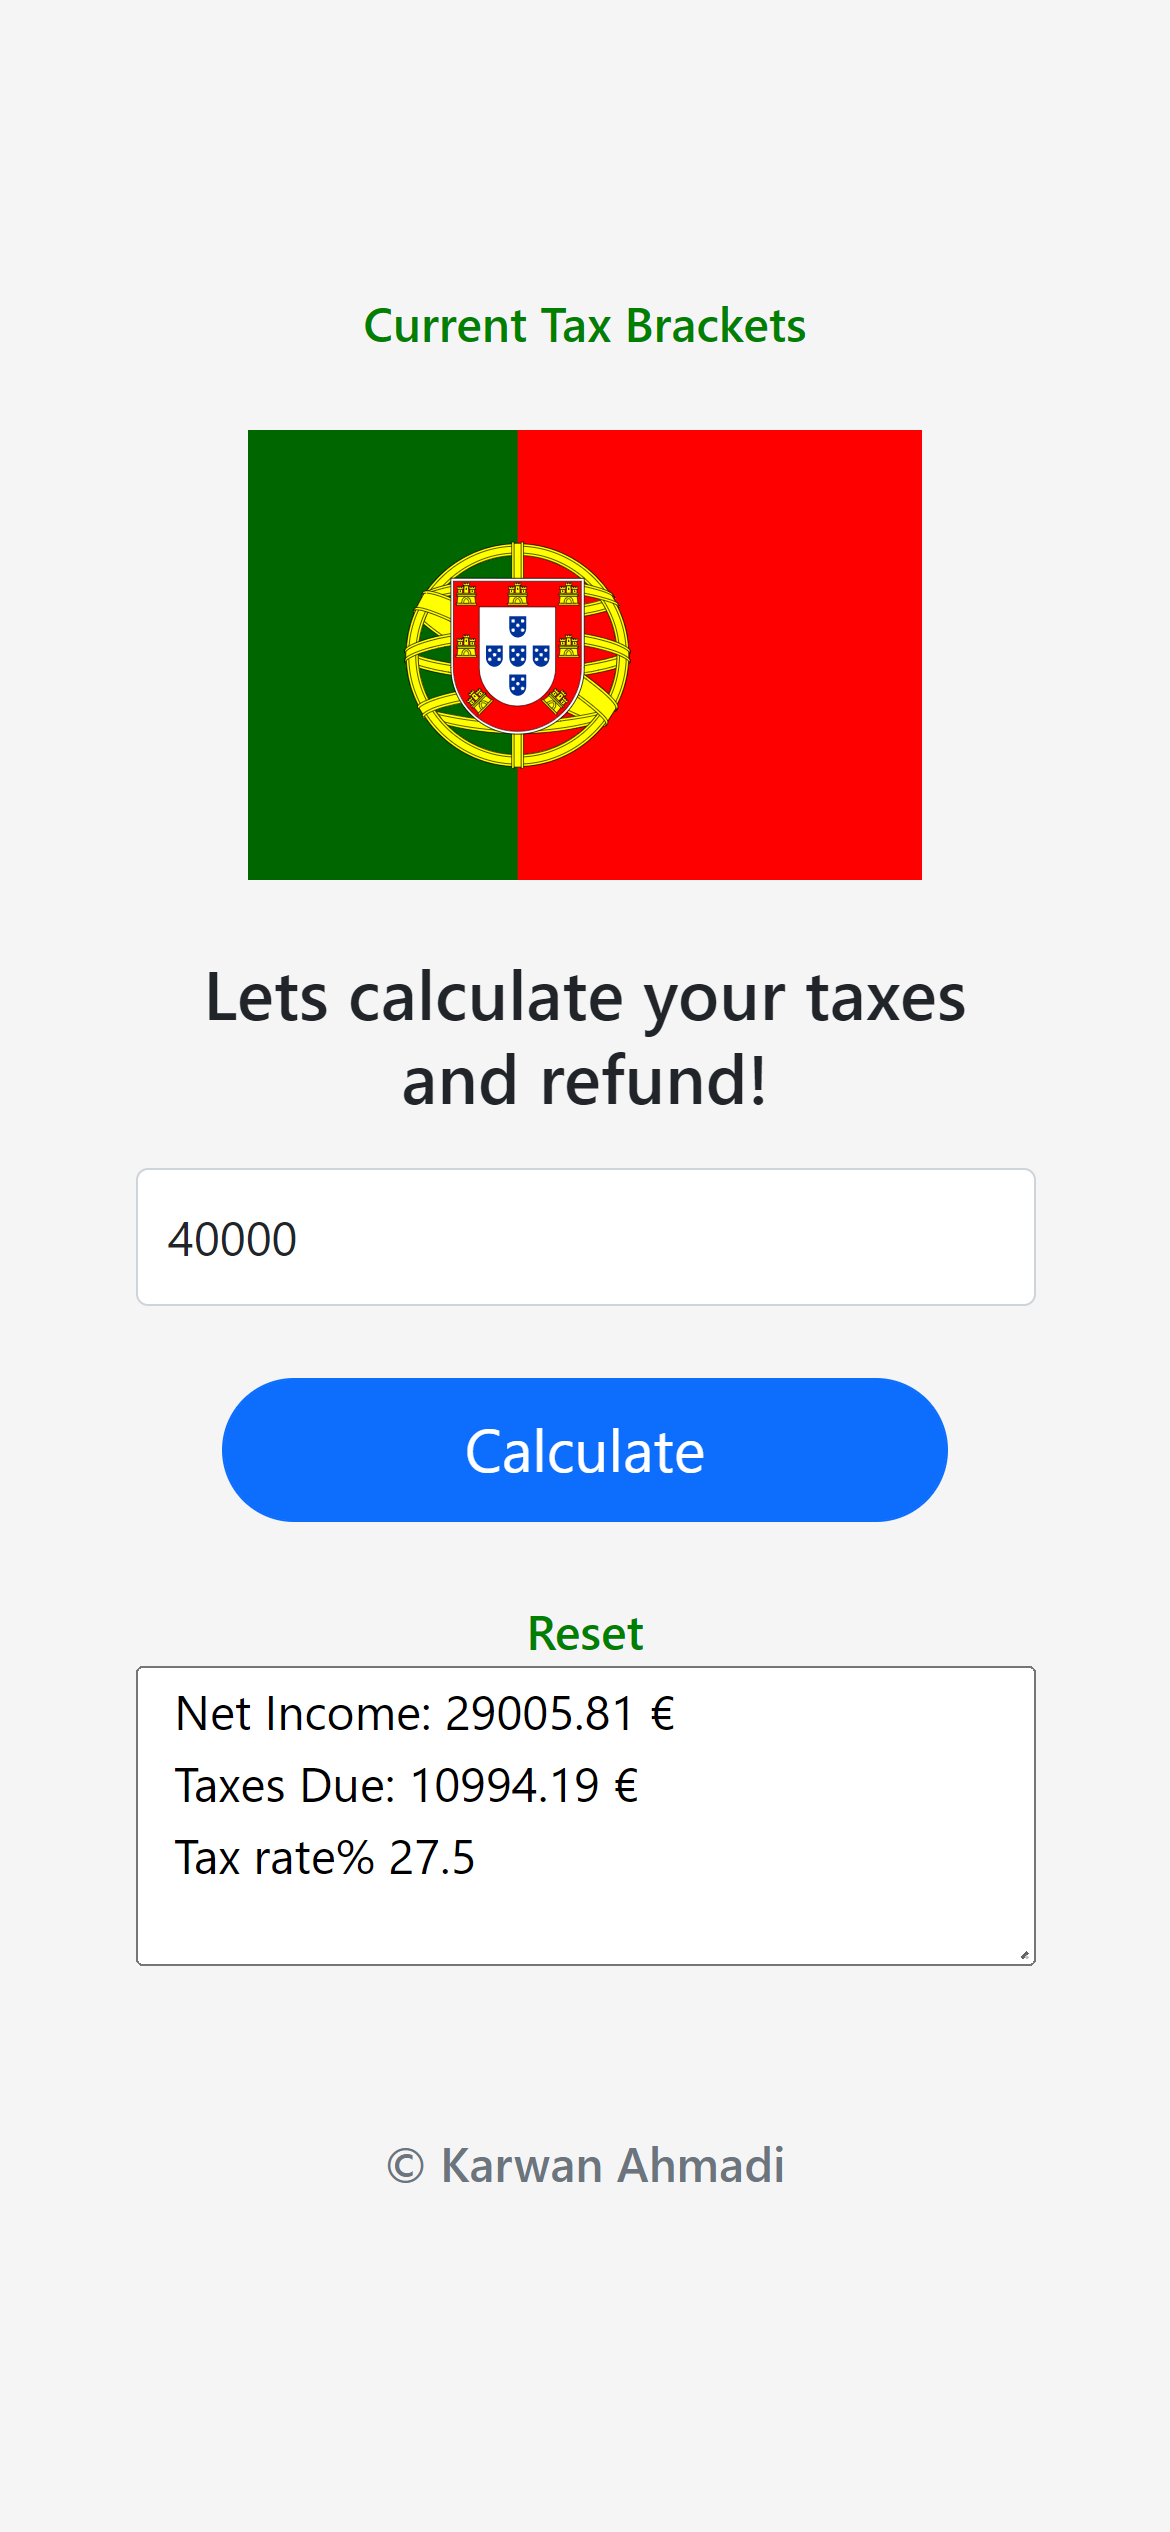 Current Tax Brackets
Lets calculate your taxes
and refund!
40000
Calculate
Reset
Net Income: 29005.81 €
Taxes Due: 10994.19 €
Tax rate% 27.5
© Karwan Ahmadi